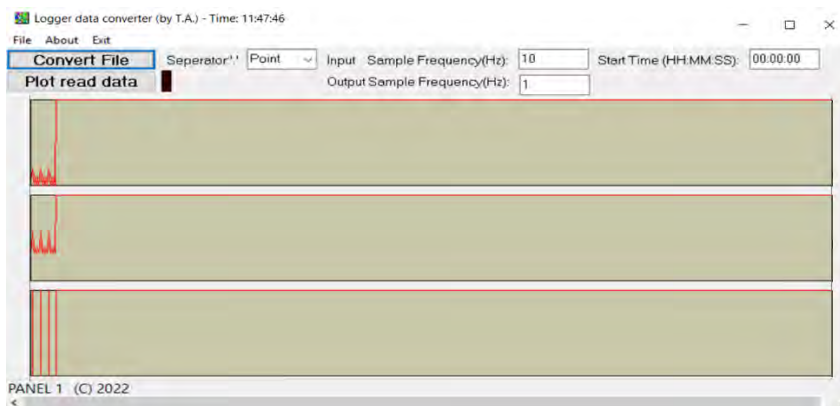 Logger data converter (by T.A.) - Time: 11:47:46
File About Exit
Convert File Seperator'.' Point Input Sample Frequency(Hz): 10 Start Time (HH:MM:SS): 00:00:00
Plot read data Output Sample Frequency(Hz): 1
PANEL 1 (C) 2022